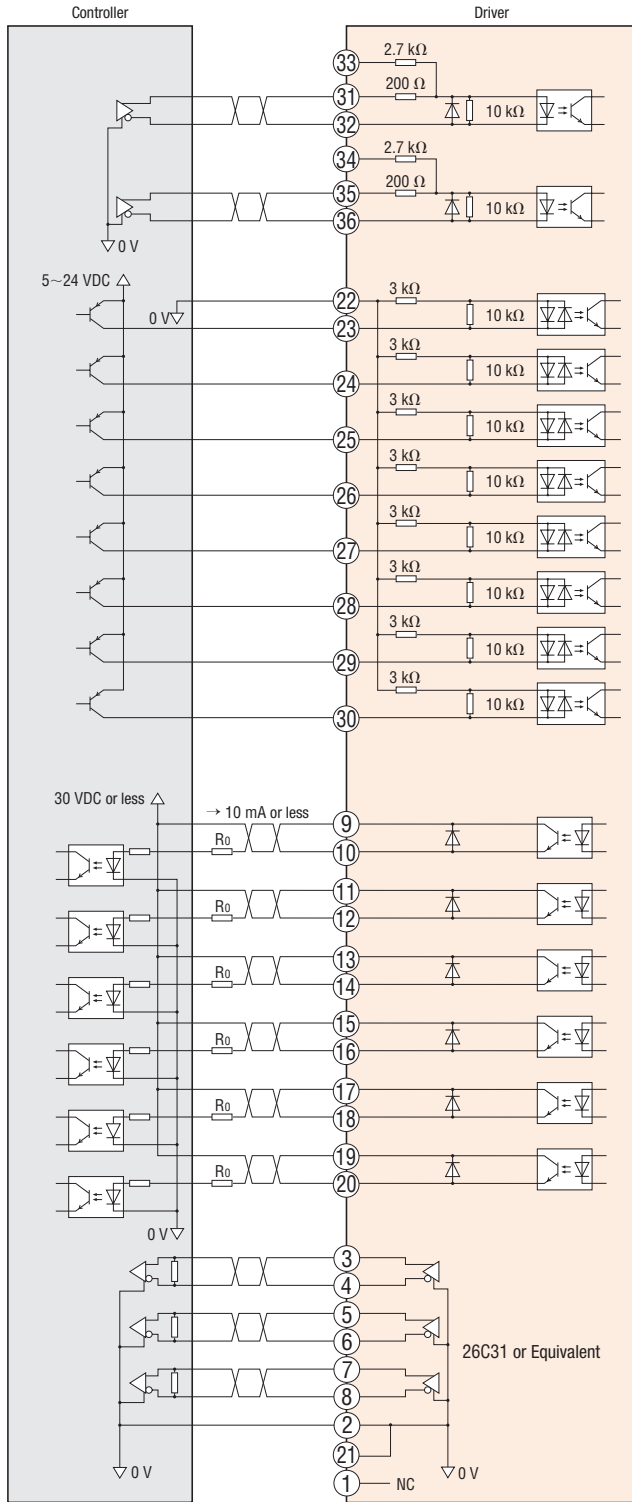 Controller Driver
33 2.7 kΩ
31 200 Ω
32 10 kΩ
34 2.7 kΩ
35 200 Ω
36 10 kΩ
0 V
5~24 VDC
0 V 22 3 kΩ
23 10 kΩ
3 kΩ
24 10 kΩ
3 kΩ
25 10 kΩ
3 kΩ
26 10 kΩ
3 kΩ
27 10 kΩ
3 kΩ
28 10 kΩ
3 kΩ
29 10 kΩ
3 kΩ
30 10 kΩ
30 VDC or less
→ 10 mA or less
9
R0 10
11
R0 12
13
R0 14
15
R0 16
17
R0 18
19
R0 20
0 V
3
4
5
6
26C31 or Equivalent
7
8
2
21
0 V 0 V
1 NC